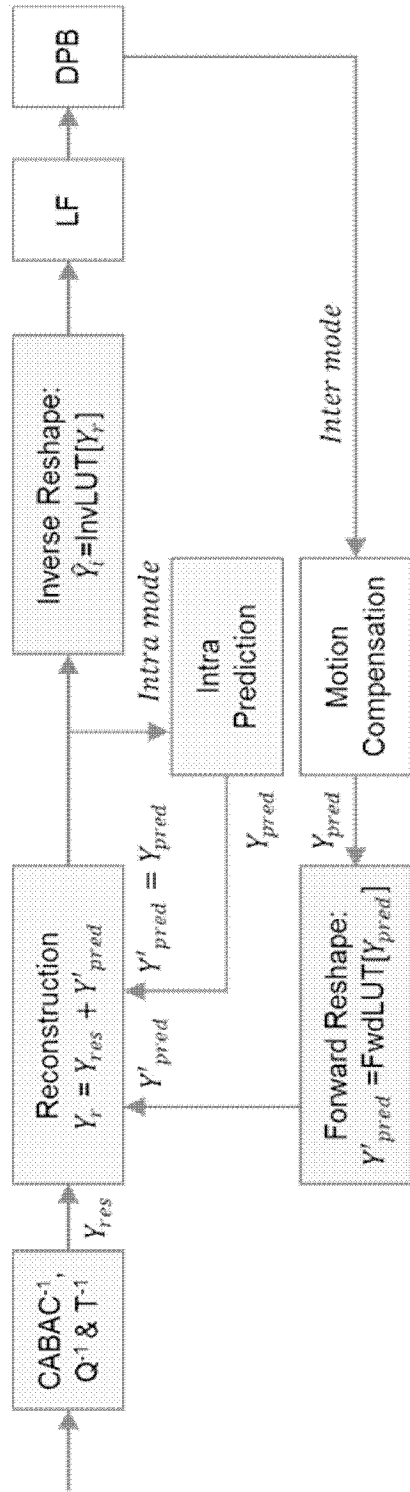 CABAC⁻¹,
Q⁻¹ & T⁻¹
Y_res
Reconstruction
Y_r = Y_res + Y'_pred
Y'_pred
Y'_pred = Y_pred
Inverse Reshape:
Ŷ_i=InvLUT[Y_r]
LF
DPB
Intra mode
Intra
Prediction
Y_pred
Forward Reshape:
Y'_pred =FwdLUT[Y_pred]
Y_pred
Motion
Compensation
Inter mode